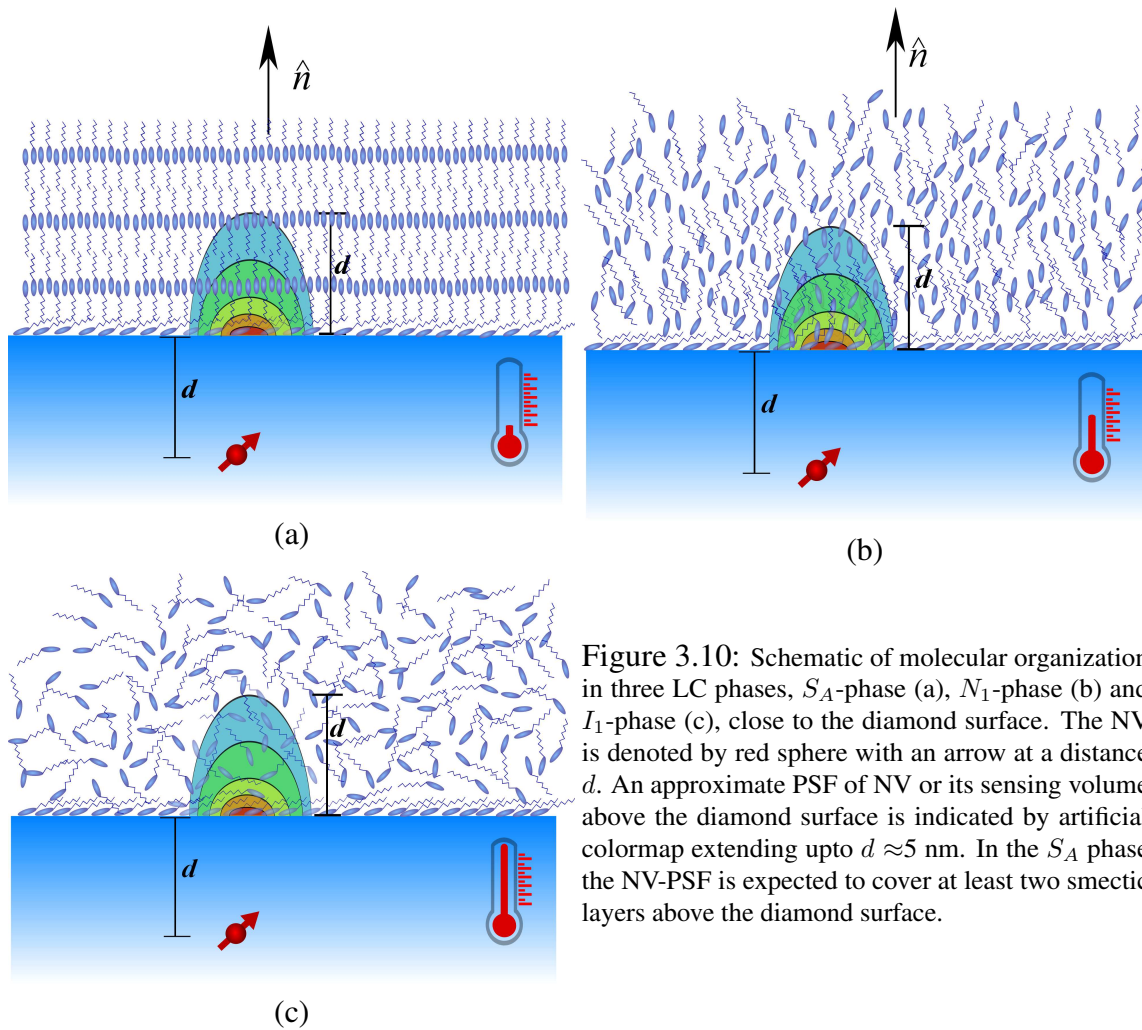 n̂
d
d
(a)
n̂
d
d
(b)
d
d
(c)
Figure 3.10: Schematic of molecular organization
in three LC phases, S_A-phase (a), N_1-phase (b) and
I_1-phase (c), close to the diamond surface. The NV
is denoted by red sphere with an arrow at a distance
d. An approximate PSF of NV or its sensing volume
above the diamond surface is indicated by artificia
colormap extending upto d ≈5 nm. In the S_A phase
the NV-PSF is expected to cover at least two smectic
layers above the diamond surface.